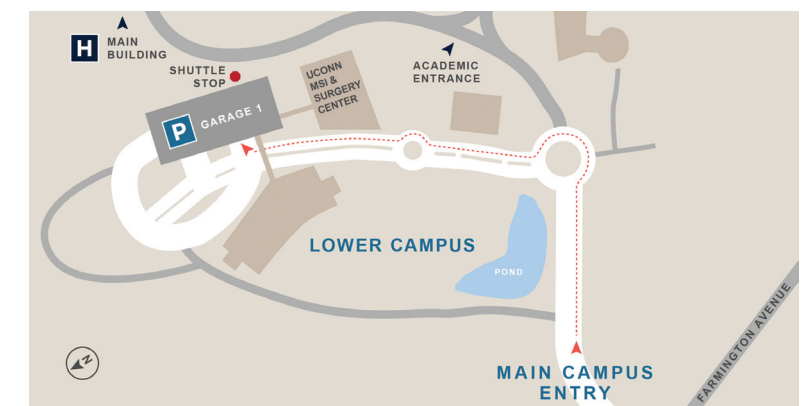 H
MAIN
BUILDING
SHUTTLE
STOP
UCONN
MSI &
SURGERY
CENTER
ACADEMIC
ENTRANCE
P
GARAGE 1
LOWER CAMPUS
POND
FARMINGTON AVENUE
N
MAIN CAMPUS
ENTRY